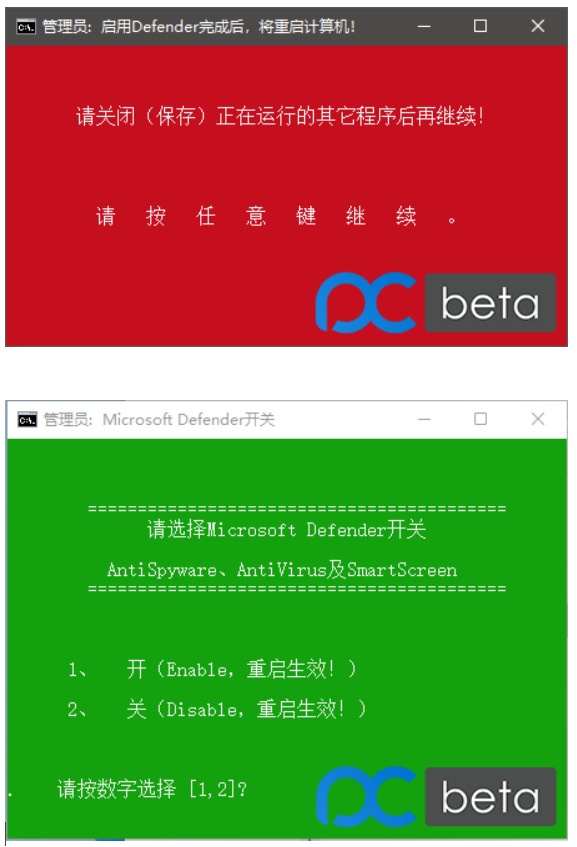 管理员: 启用Defender完成后，将重启计算机!
请关闭（保存）正在运行的其它程序后再继续!
请 按 任 意 键 继 续 。
pc beta
管理员: Microsoft Defender开关
==========================================
请选择Microsoft Defender开关
AntiSpyware、AntiVirus及SmartScreen
==========================================
1、 开（Enable，重启生效！）
2、 关（Disable，重启生效！）
请按数字选择 [1,2]?
pc beta